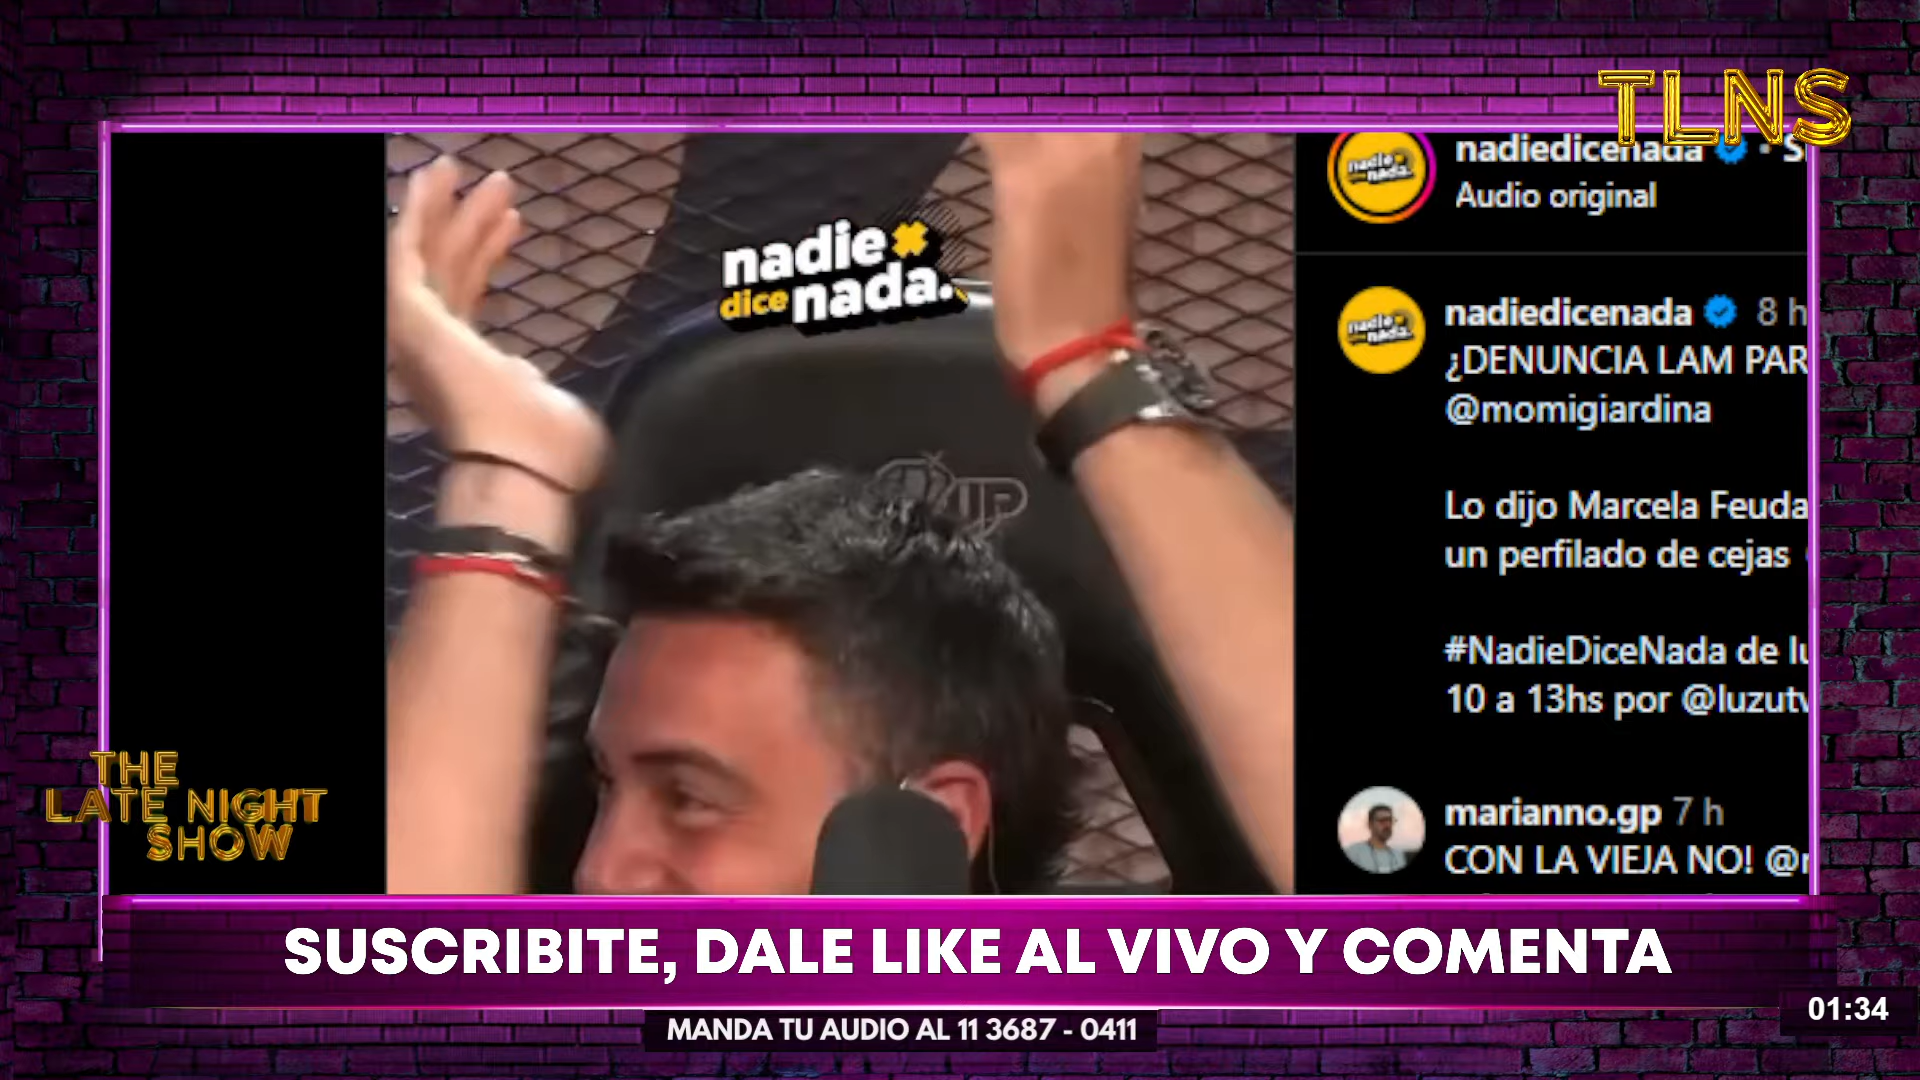 TLNS
nadie
dice nada.
nadiedicenada
Audio original
nadiedicenada 8 h
¿DENUNCIA LAM PAR
@momigiardina
Lo dijo Marcela Feuda
un perfilado de cejas
#NadieDiceNada de lu
10 a 13hs por @luzutv
marianno.gp 7 h
CON LA VIEJA NO!
THE
LATE NIGHT
SHOW
SUSCRIBITE, DALE LIKE AL VIVO Y COMENTA
MANDA TU AUDIO AL 11 3687 - 0411
01:34